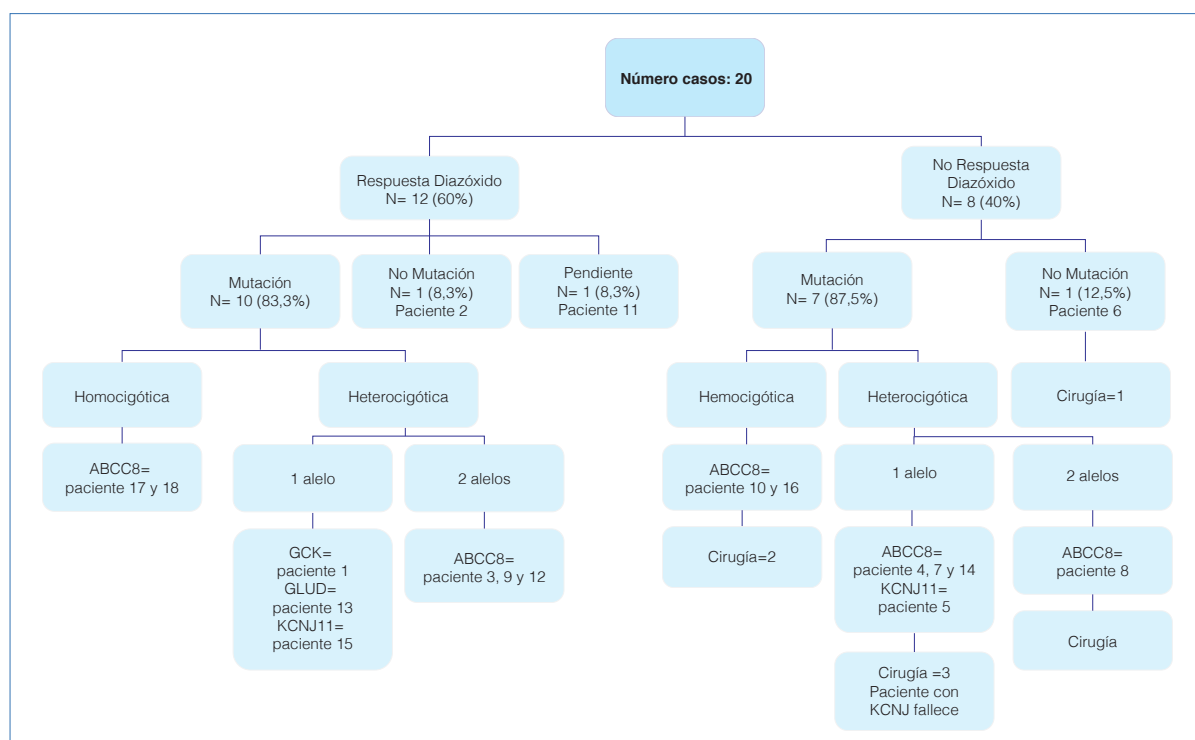 Número casos: 20
Respuesta Diazóxido
N= 12 (60%)
No Respuesta
Diazóxido
N= 8 (40%)
Mutación
N= 10 (83,3%)
No Mutación
N= 1 (8,3%)
Paciente 2
Pendiente
N= 1 (8,3%)
Paciente 11
Mutación
N= 7 (87,5%)
No Mutación
N= 1 (12,5%)
Paciente 6
Homocigótica
Heterocigótica
Hemocigótica
Heterocigótica
Cirugía=1
ABCC8=
paciente 17 y 18
1 alelo
2 alelos
ABCC8=
paciente 10 y 16
1 alelo
2 alelos
GCK=
paciente 1
GLUD=
paciente 13
KCNJ11=
paciente 15
ABCC8=
paciente 3, 9 y 12
Cirugía=2
ABCC8=
paciente 4, 7 y 14
KCNJ11=
paciente 5
ABCC8=
paciente 8
Cirugía =3
Paciente con
KCNJ fallece
Cirugía